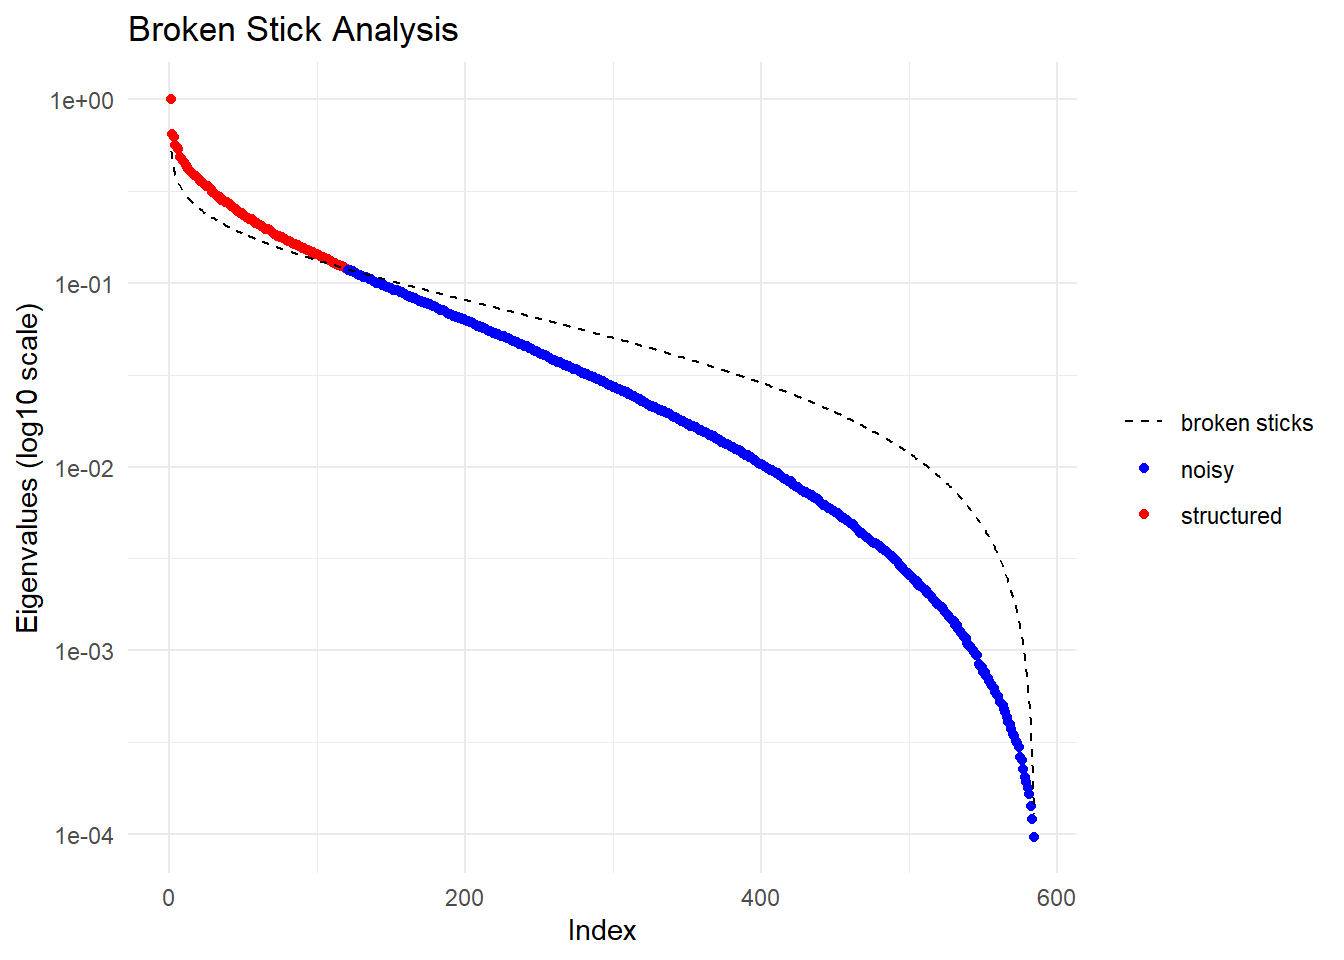 Broken Stick Analysis
Eigenvalues (log10 scale)
1e+00
1e-01
1e-02
1e-03
1e-04
0
200
400
600
Index
broken sticks
noisy
structured